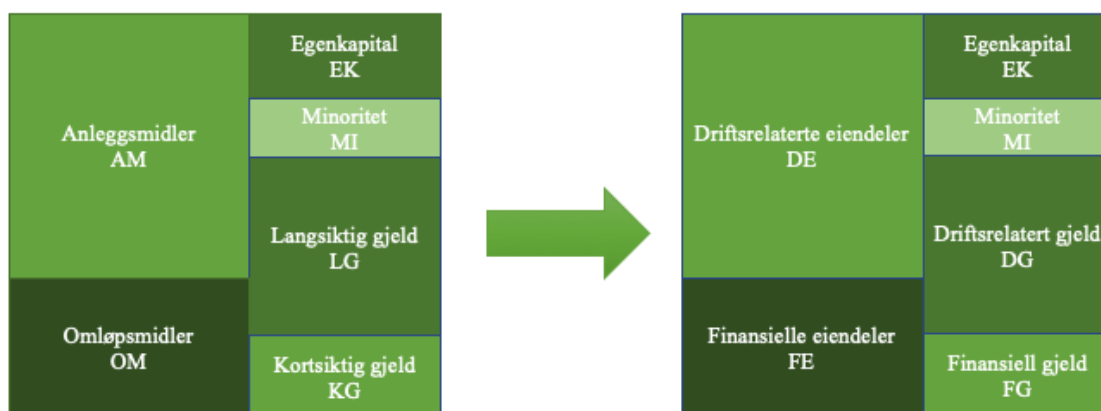 Egenkapital
EK
Minoritet
MI
Anleggsmidler
AM
Langsiktig gjeld
LG
Omløpsmidler
OM
Kortsiktig gjeld
KG
Egenkapital
EK
Minoritet
MI
Driftsrelaterte eiendeler
DE
Driftsrelatert gjeld
DG
Finansielle eiendeler
FE
Finansiell gjeld
FG